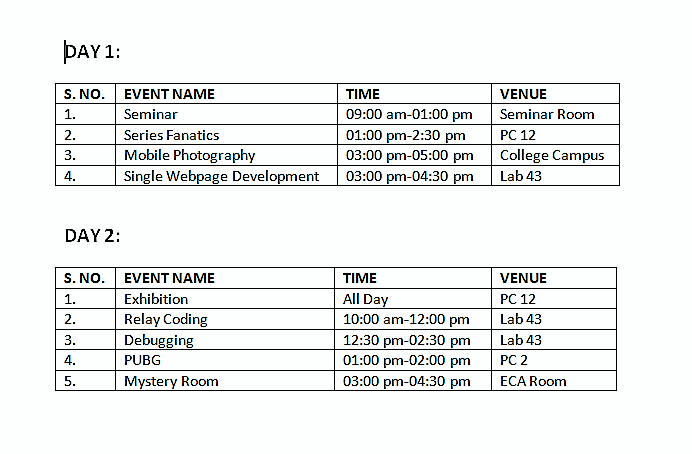 DAY 1:
S. NO. EVENT NAME TIME VENUE
1. Seminar 09:00 am-01:00 pm Seminar Room
2. Series Fanatics 01:00 pm-2:30 pm PC 12
3. Mobile Photography 03:00 pm-05:00 pm College Campus
4. Single Webpage Development 03:00 pm-04:30 pm Lab 43
DAY 2:
S. NO. EVENT NAME TIME VENUE
1. Exhibition All Day PC 12
2. Relay Coding 10:00 am-12:00 pm Lab 43
3. Debugging 12:30 pm-02:30 pm Lab 43
4. PUBG 01:00 pm-02:00 pm PC 2
5. Mystery Room 03:00 pm-04:30 pm ECA Room